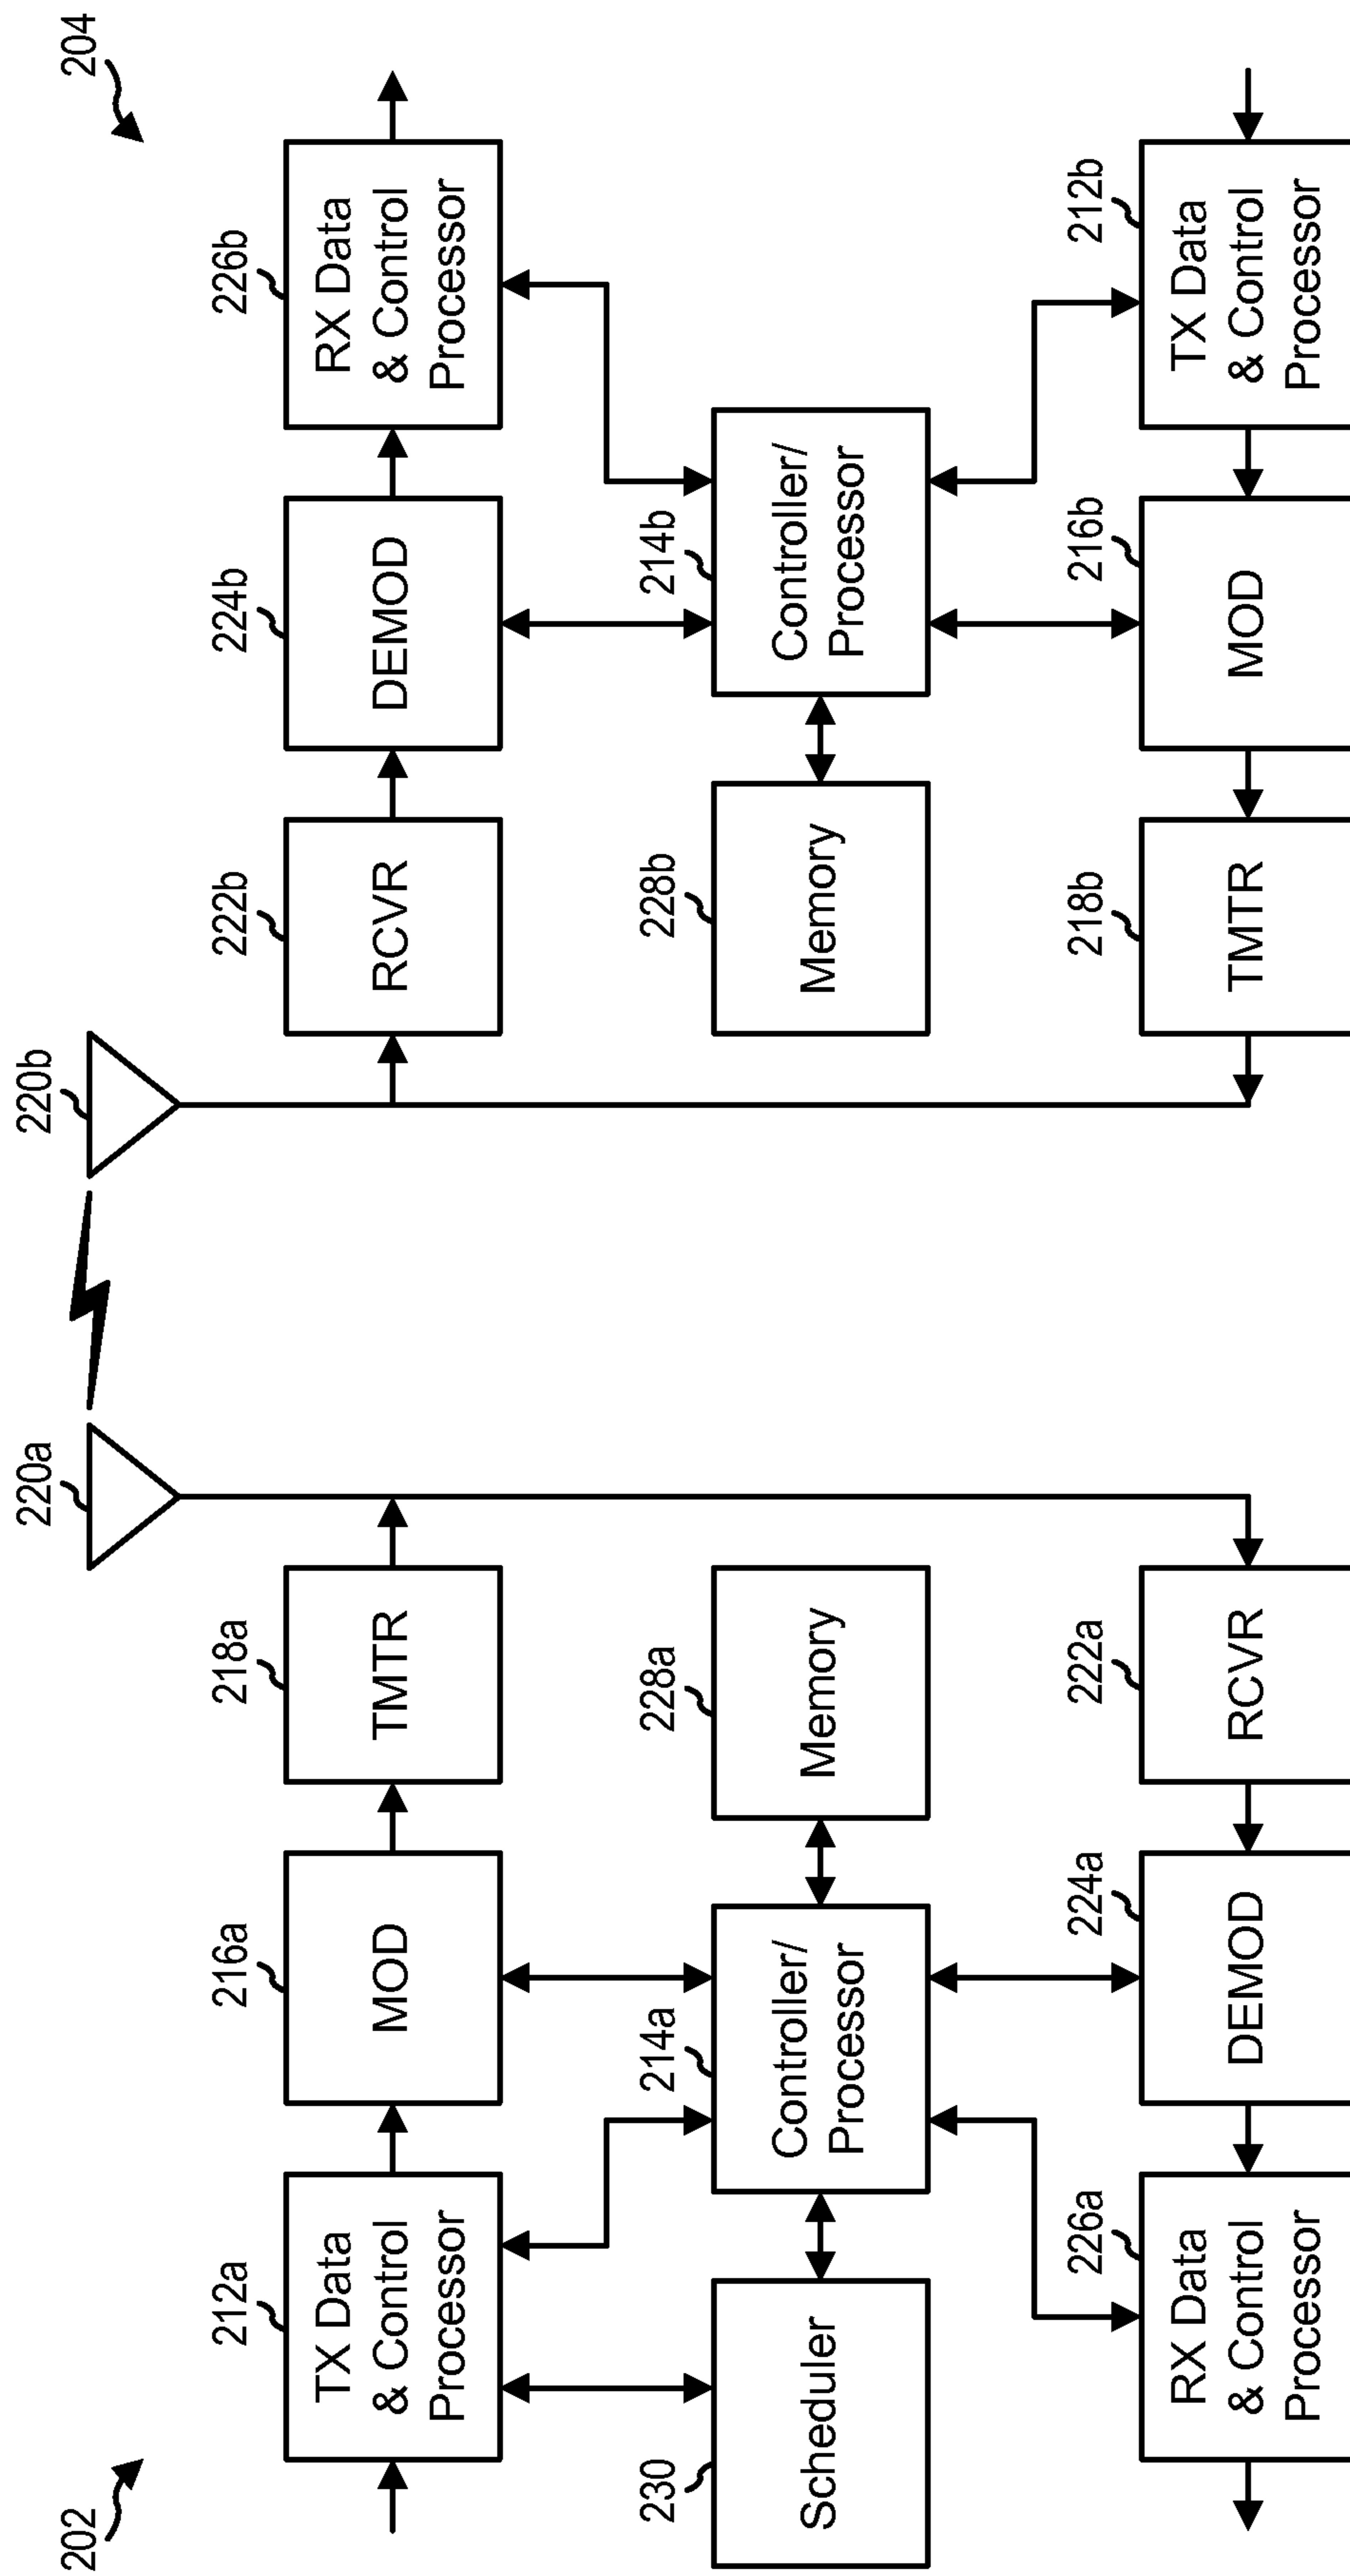 202
204
220a
220b
212a
216a
218a
222b
224b
226b
TX Data
& Control
Processor
MOD
TMTR
RCVR
DEMOD
RX Data
& Control
Processor
230
214a
228a
228b
214b
Scheduler
Controller/
Processor
Memory
Memory
Controller/
Processor
226a
224a
222a
218b
216b
212b
RX Data
& Control
Processor
DEMOD
RCVR
TMTR
MOD
TX Data
& Control
Processor